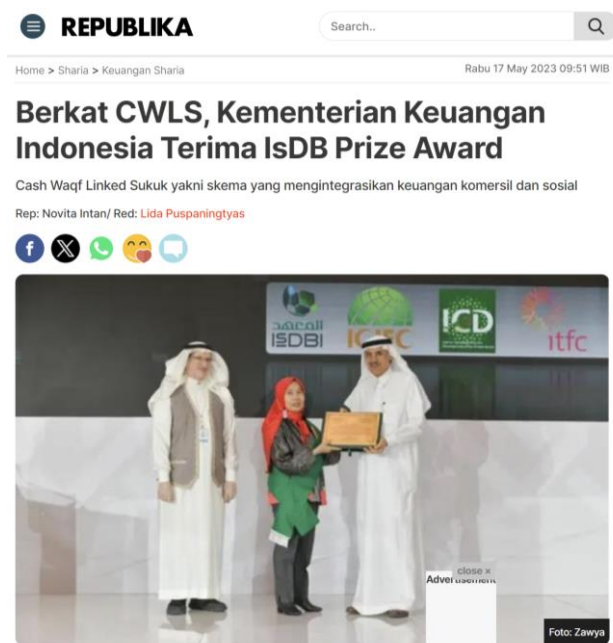 REPUBLIKA
Search..
Home > Sharia > Keuangan Sharia
Rabu 17 May 2023 09:51 WIB
Berkat CWLS, Kementerian Keuangan
Indonesia Terima IsDB Prize Award
Cash Waqf Linked Sukuk yakni skema yang mengintegrasikan keuangan komersil dan sosial
Rep: Novita Intan/ Red: Lida Puspaningtyas
المعهد
ISDBI
ICIEC
ICD
itfc
close ×
Advertisement
Foto: Zawya